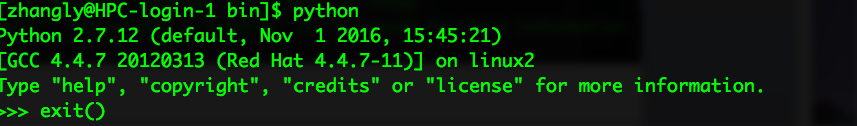 [zhangly@HPC-login-1 bin]$ python
Python 2.7.12 (default, Nov  1 2016, 15:45:21)
[GCC 4.4.7 20120313 (Red Hat 4.4.7-11)] on linux2
Type "help", "copyright", "credits" or "license" for more information.
>>> exit()